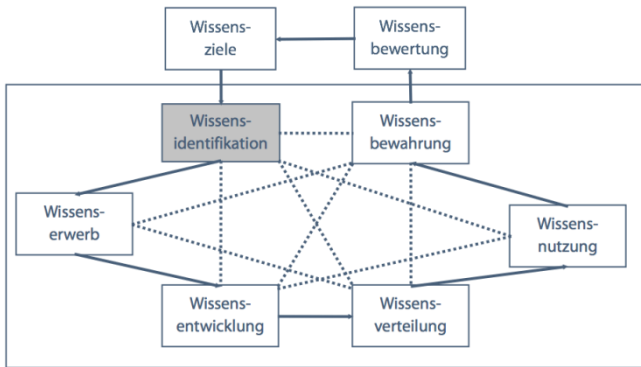 Wissens-
ziele
Wissens-
bewertung
Wissens-
identifikation
Wissens-
bewahrung
Wissens-
erwerb
Wissens-
nutzung
Wissens-
entwicklung
Wissens-
verteilung